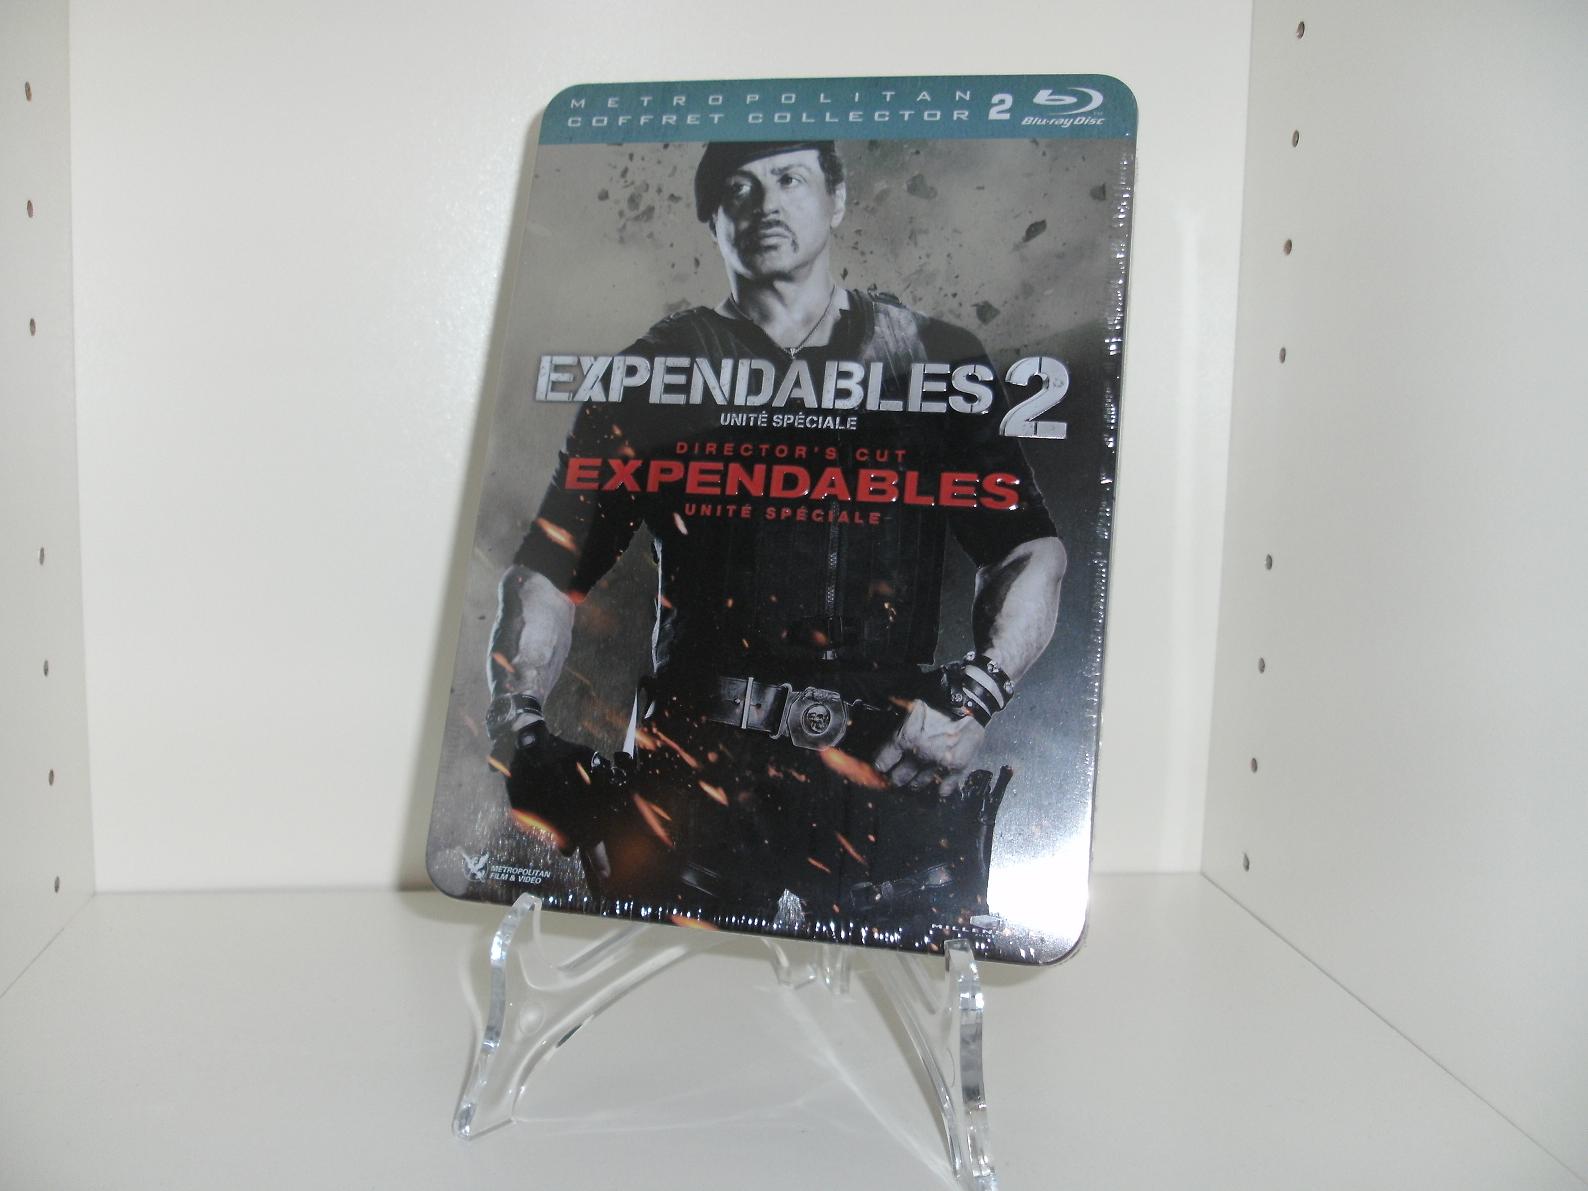 METROPOLITAN
COFFRET COLLECTOR 2 Blu-ray Disc
EXPENDABLES 2
UNITÉ SPÉCIALE
DIRECTOR'S CUT
EXPENDABLES
UNITÉ SPÉCIALE
METROPOLITAN
FILM & VIDEO